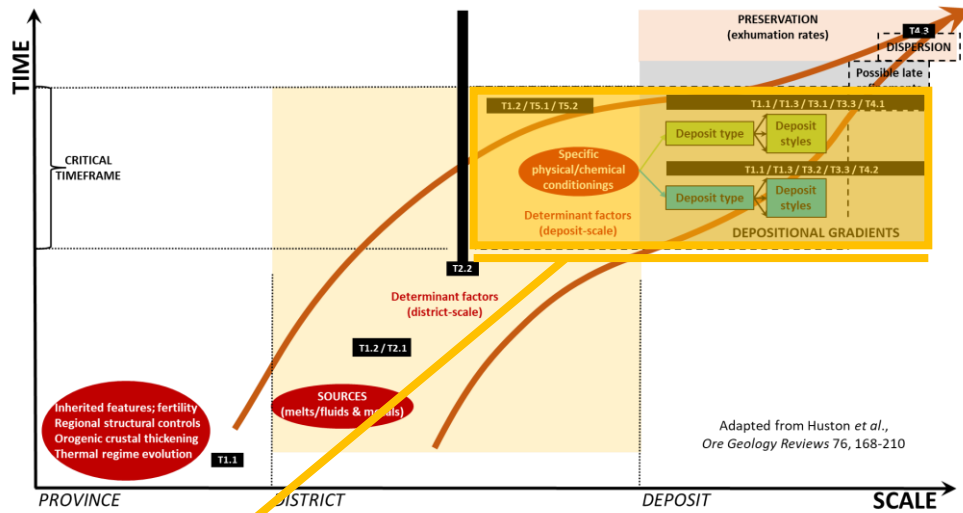 TIME
PRESERVATION
(exhumation rates)
T4.3
DISPERSION
Possible late
CRITICAL
TIMEFRAME
T1.2 / T5.1 / T5.2
T1.1 / T1.3 / T3.1 / T3.3 / T4.1
Deposit type
Deposit
styles
Specific
physical/chemical
conditionings
T1.1 / T1.3 / T3.2 / T3.3 / T4.2
Deposit type
Deposit
styles
Determinant factors
(deposit-scale)
DEPOSITIONAL GRADIENTS
T2.2
Determinant factors
(district-scale)
T1.2 / T2.1
SOURCES
(melts/fluids & metals)
Inherited features; fertility
Regional structural controls
Orogenic crustal thickening
Thermal regime evolution
T1.1
Adapted from Huston et al.,
Ore Geology Reviews 76, 168-210
PROVINCE
DISTRICT
DEPOSIT
SCALE